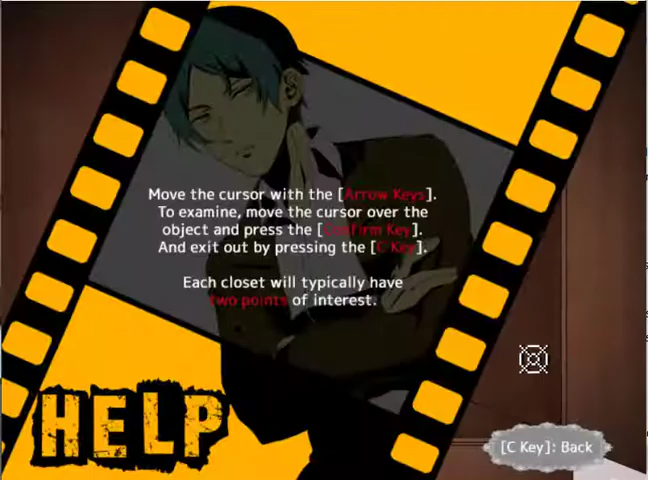 Move the cursor with the [Arrow Keys].
To examine, move the cursor over the
object and press the [Confirm Key].
And exit out by pressing the [C Key].
Each closet will typically have
two points of interest.
HELP
[C Key]: Back